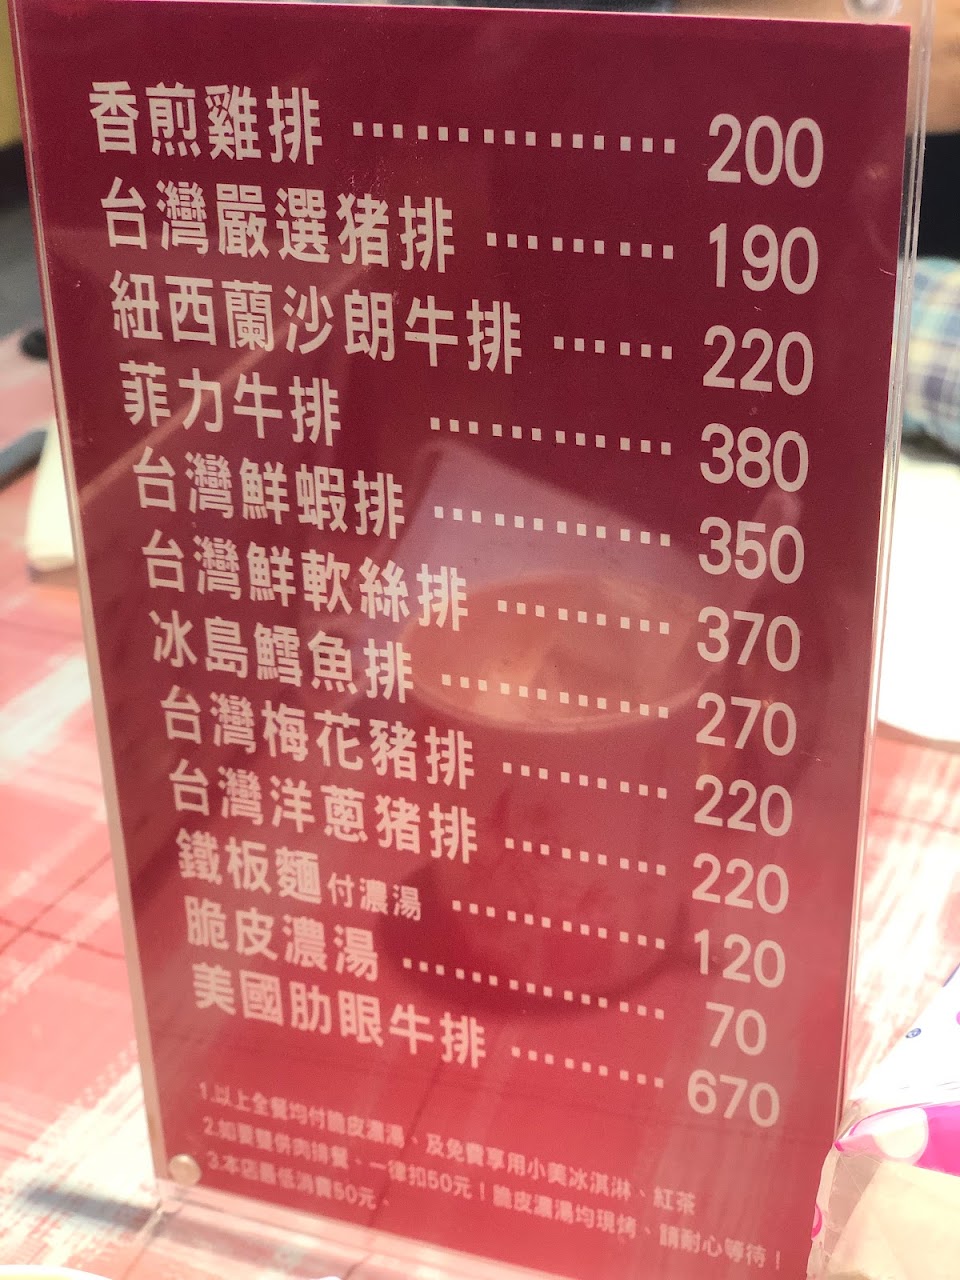 香煎雞排 ................ 200
台灣嚴選猪排 .......... 190
紐西蘭沙朗牛排 ...... 220
菲力牛排 ............ 380
台灣鮮蝦排 ............ 350
台灣鮮軟絲排 ......... 370
冰島鱈魚排 ............ 270
台灣梅花豬排 ......... 220
台灣洋蔥猪排 ......... 220
鐵板麵付濃湯 ............ 120
脆皮濃湯 .............. 70
美國肋眼牛排 ......... 670
1.以上全餐均付脆皮濃湯、及免費享用小美冰淇淋、紅茶
2.如要雙併肉排餐、一律扣50元！脆皮濃湯均現烤、請耐心等待！
3.本店最低消費50元